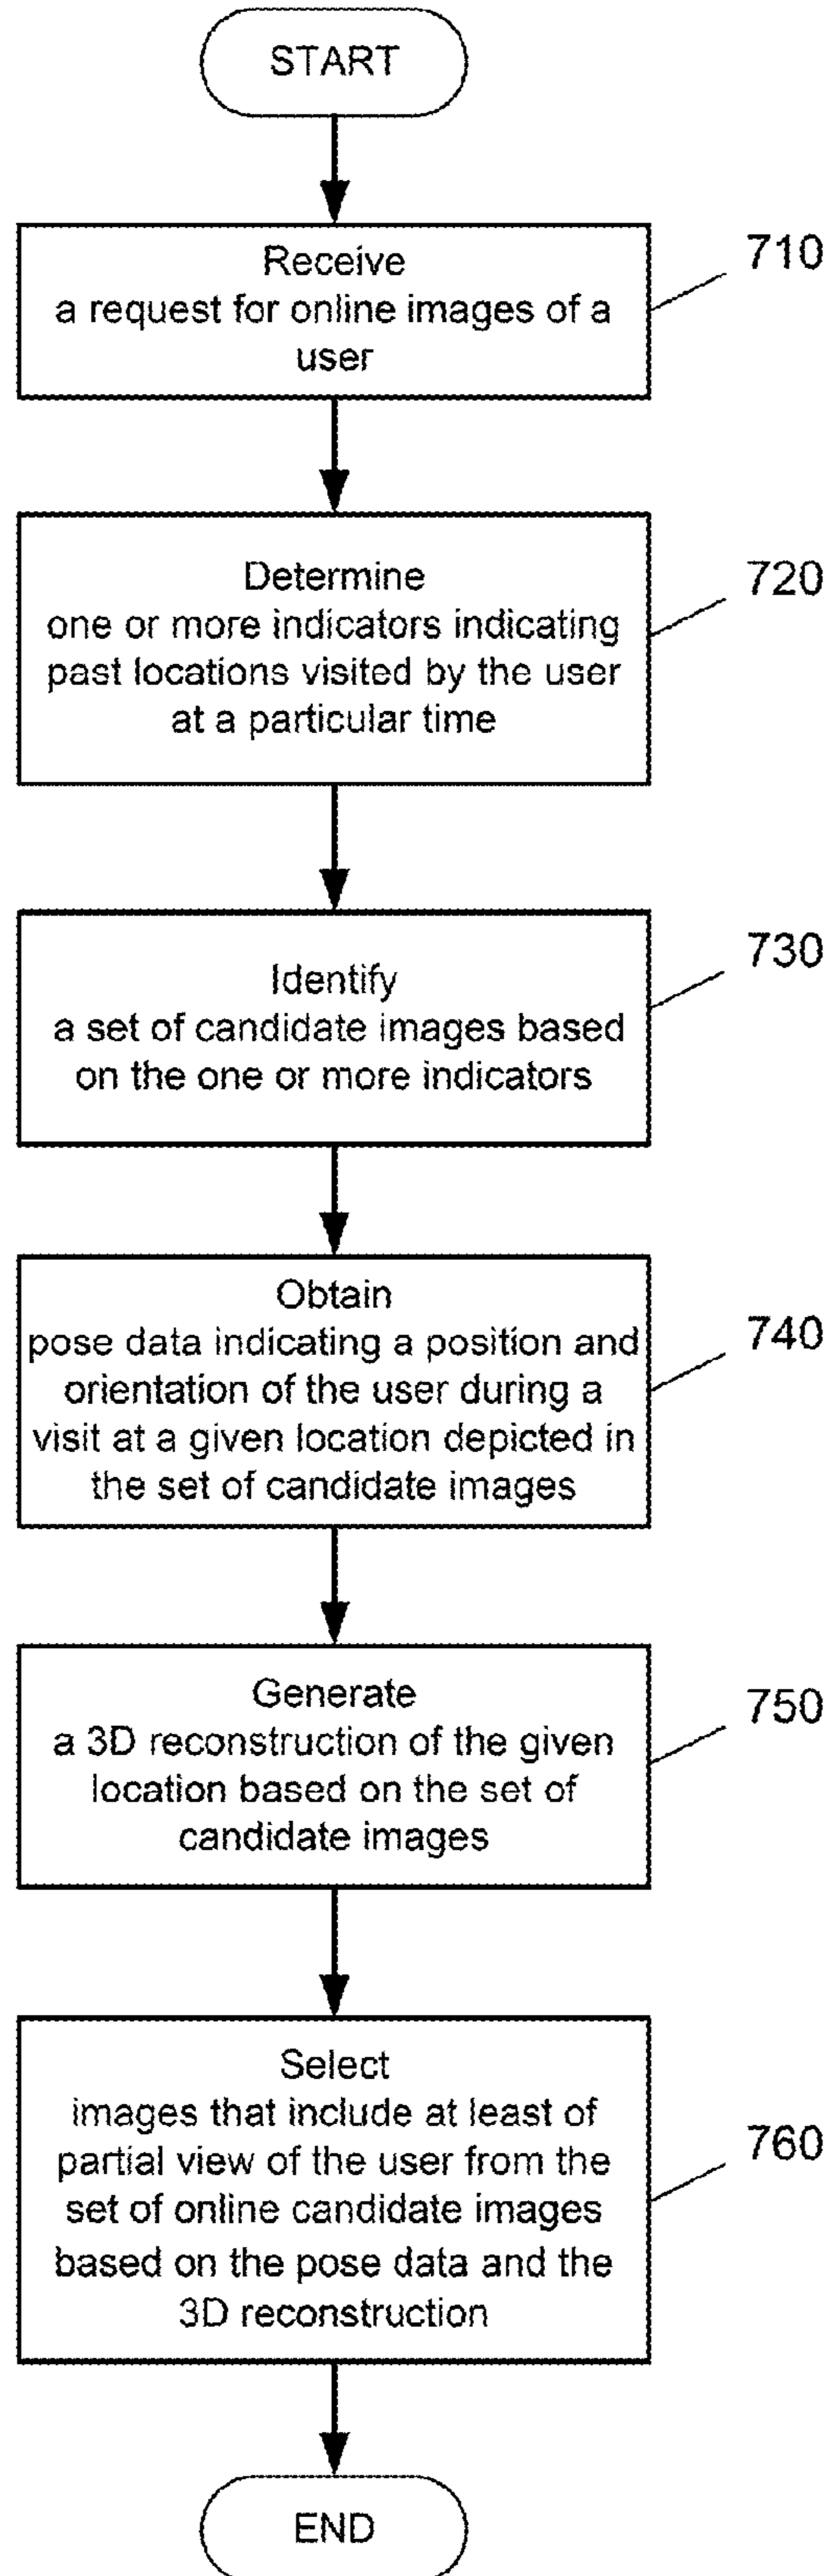 START
Receive
a request for online images of a
user
710
Determine
one or more indicators indicating
past locations visited by the user
at a particular time
720
Identify
a set of candidate images based
on the one or more indicators
730
Obtain
pose data indicating a position and
orientation of the user during a
visit at a given location depicted in
the set of candidate images
740
Generate
a 3D reconstruction of the given
location based on the set of
candidate images
750
Select
images that include at least of
partial view of the user from the
set of online candidate images
based on the pose data and the
3D reconstruction
760
END